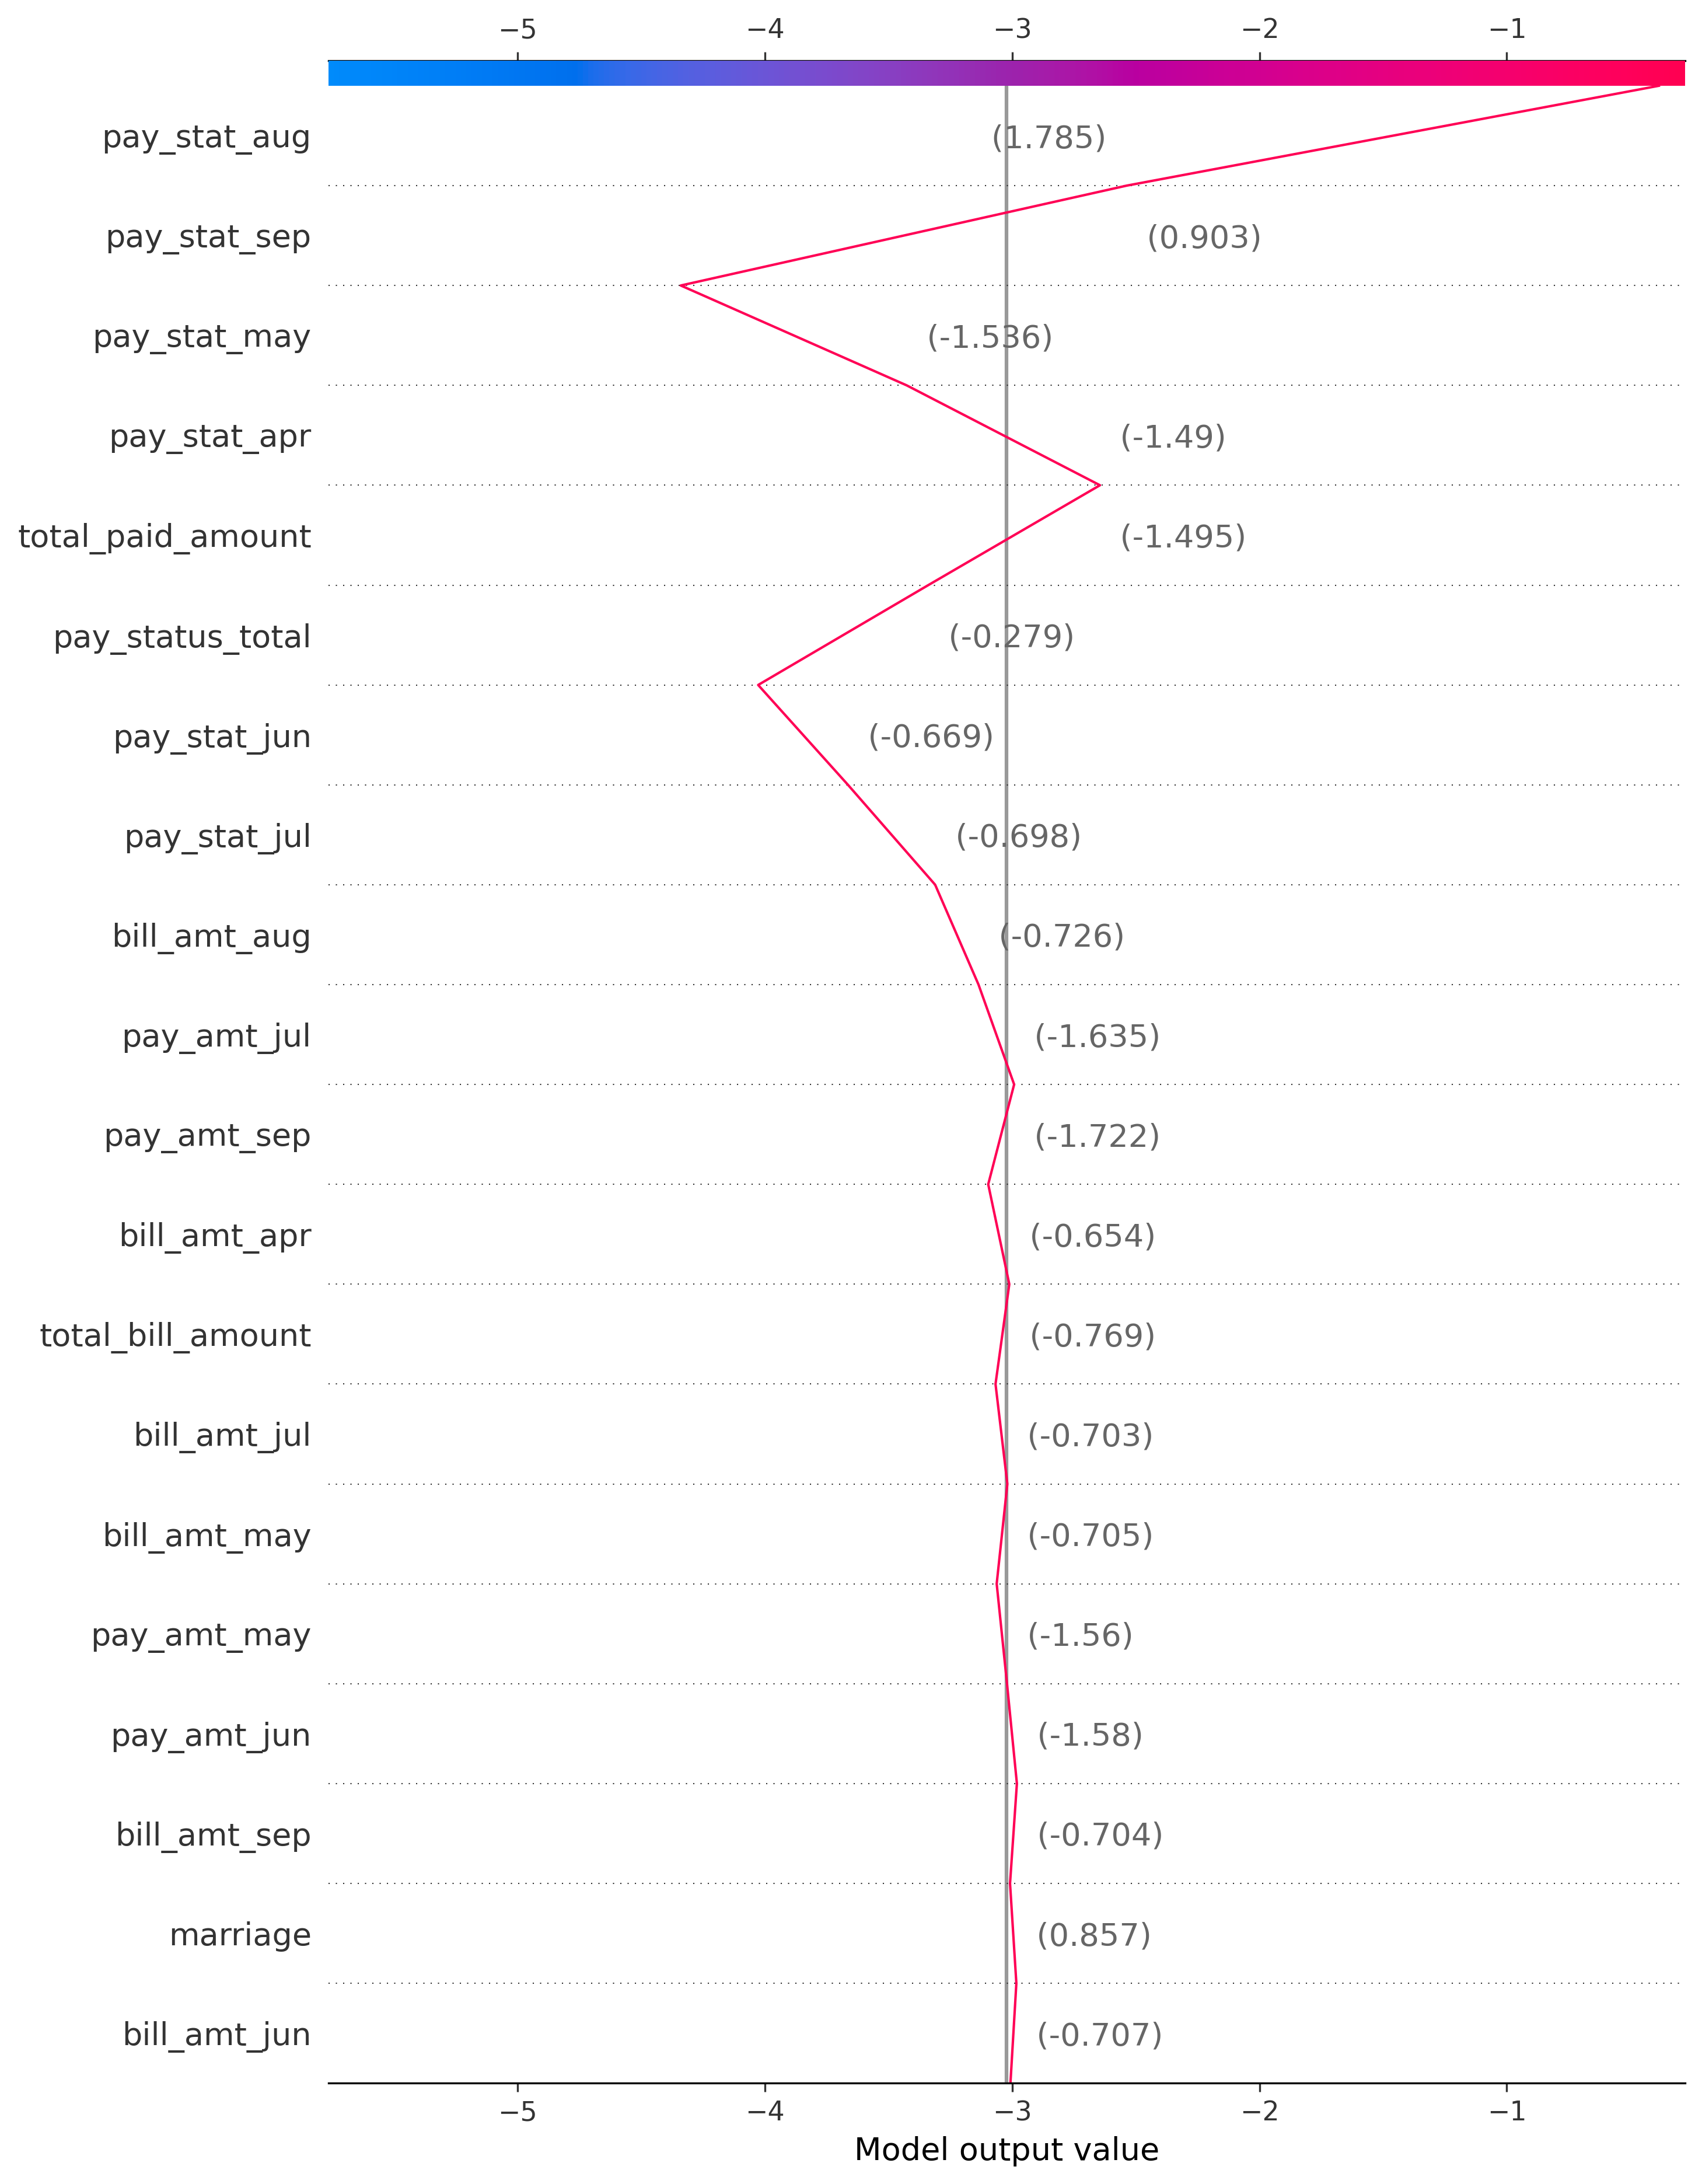 −5 −4 −3 −2 −1
pay_stat_aug (1.785)
pay_stat_sep (0.903)
pay_stat_may (-1.536)
pay_stat_apr (-1.49)
total_paid_amount (-1.495)
pay_status_total (-0.279)
pay_stat_jun (-0.669)
pay_stat_jul (-0.698)
bill_amt_aug (-0.726)
pay_amt_jul (-1.635)
pay_amt_sep (-1.722)
bill_amt_apr (-0.654)
total_bill_amount (-0.769)
bill_amt_jul (-0.703)
bill_amt_may (-0.705)
pay_amt_may (-1.56)
pay_amt_jun (-1.58)
bill_amt_sep (-0.704)
marriage (0.857)
bill_amt_jun (-0.707)
−5 −4 −3 −2 −1
Model output value